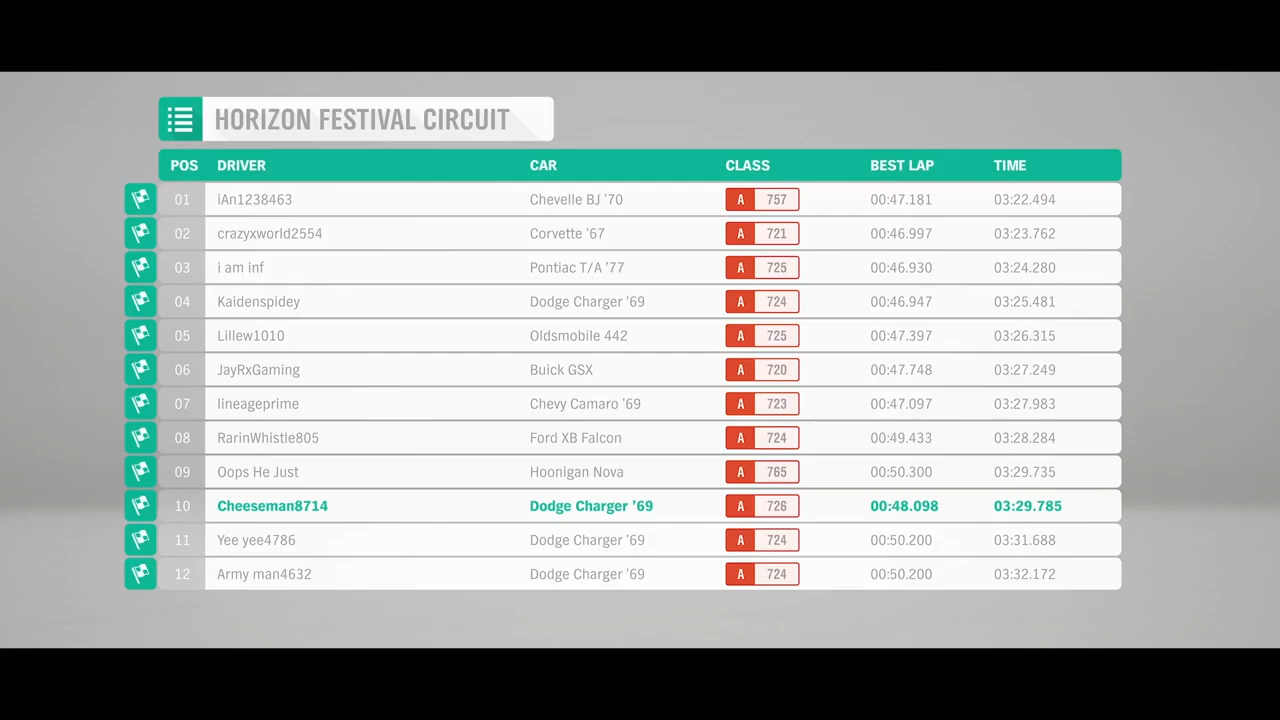 HORIZON FESTIVAL CIRCUIT
POS DRIVER CAR CLASS BEST LAP TIME
01 iAn1238463 Chevelle BJ '70 A 757 00:47.181 03:22.494
02 crazyxworld2554 Corvette '67 A 721 00:46.997 03:23.762
03 i am inf Pontiac T/A '77 A 725 00:46.930 03:24.280
04 Kaidenspidey Dodge Charger '69 A 724 00:46.947 03:25.481
05 Lillew1010 Oldsmobile 442 A 725 00:47.397 03:26.315
06 JayRxGaming Buick GSX A 720 00:47.748 03:27.249
07 lineageprime Chevy Camaro '69 A 723 00:47.097 03:27.983
08 RarinWhistle805 Ford XB Falcon A 724 00:49.433 03:28.284
09 Oops He Just Hoonigan Nova A 765 00:50.300 03:29.735
10 Cheeseman8714 Dodge Charger '69 A 726 00:48.098 03:29.785
11 Yee yee4786 Dodge Charger '69 A 724 00:50.200 03:31.688
12 Army man4632 Dodge Charger '69 A 724 00:50.200 03:32.172